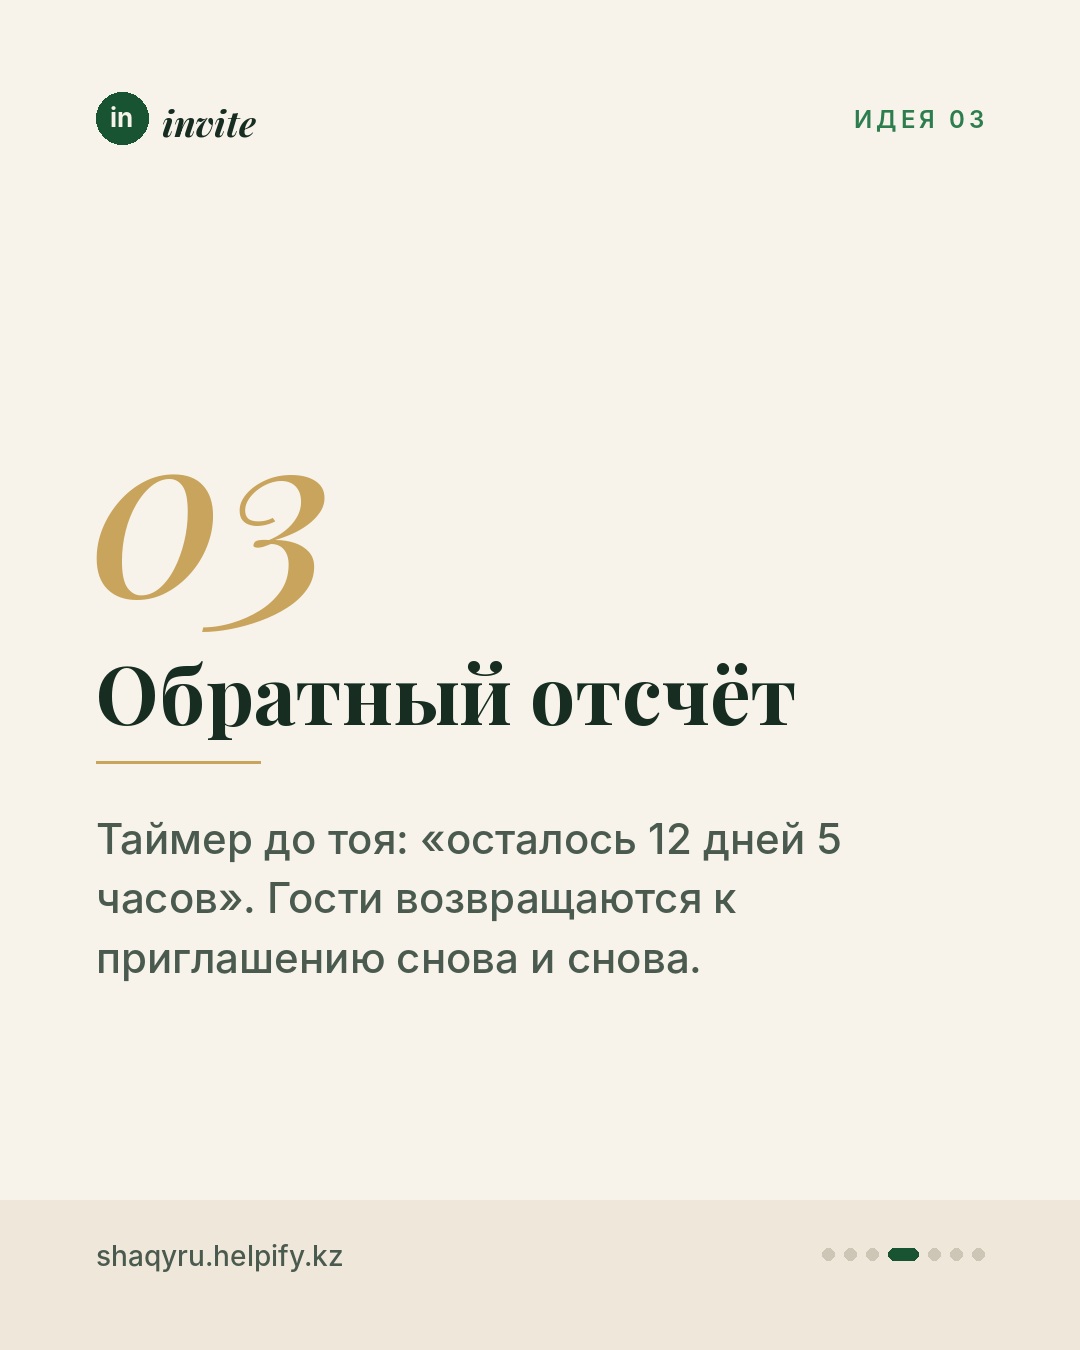 in invite
ИДЕЯ 03
03
Обратный отсчёт
Таймер до тоя: «осталось 12 дней 5
часов». Гости возвращаются к
приглашению снова и снова.
shaqyru.helpify.kz